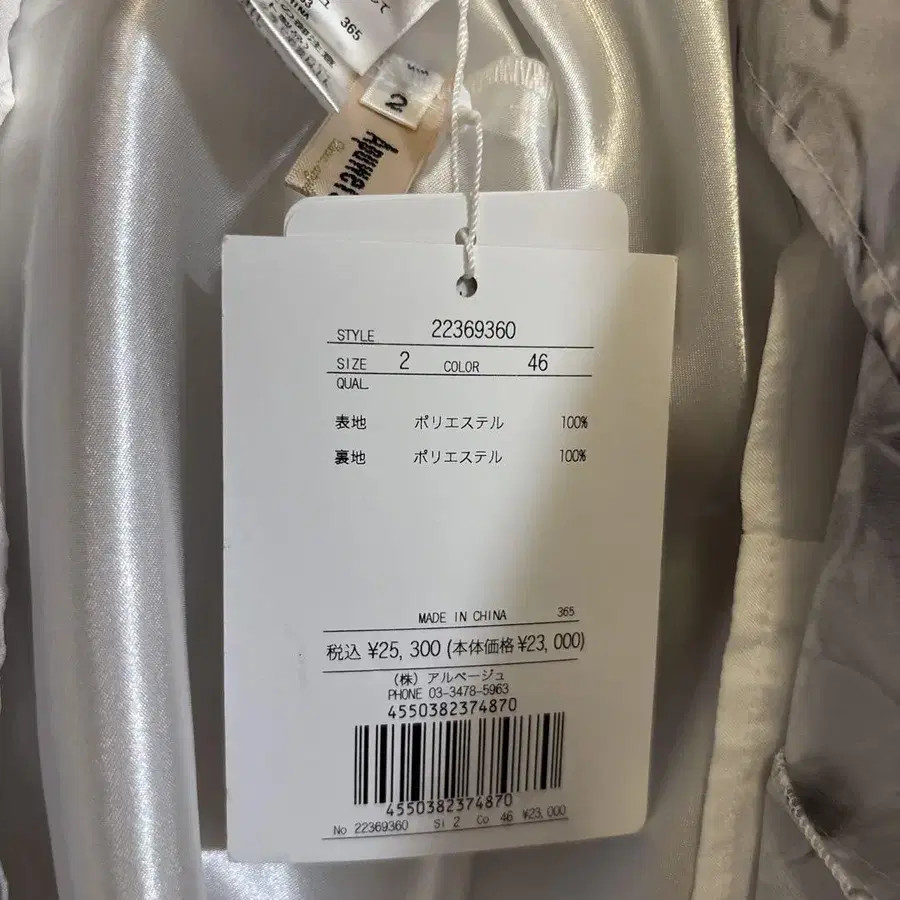 して
365
2
STYLE 22369360
SIZE 2 COLOR 46
QUAL.
表地 ポリエステル 100%
裏地 ポリエステル 100%
MADE IN CHINA 365
税込 ¥25, 300 (本体価格 ¥23, 000)
(株) アルページュ
PHONE 03-3478-5963
4550382374870
4550382374870
No 22369360 Si 2 Co 46 ¥23, 000